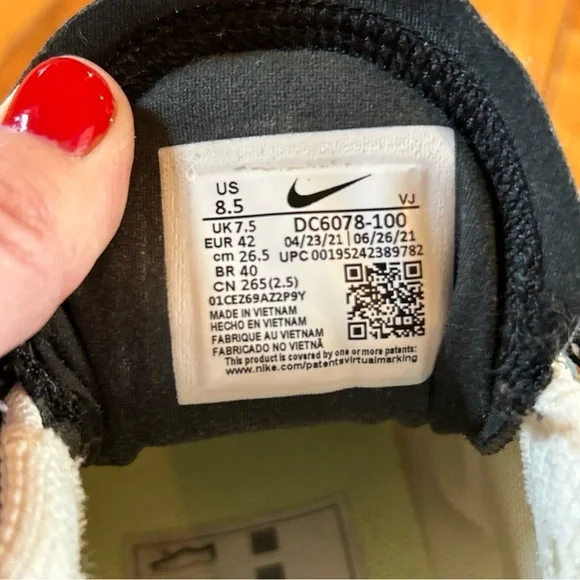 US
8.5
VJ
UK 7.5
DC6078-100
EUR 42
04/23/21 | 06/26/21
cm 26.5
UPC 00195242389782
BR 40
CN 265(2.5)
01CEZ69AZ2P9Y
MADE IN VIETNAM
HECHO EN VIETNAM
FABRIQUE AU VIETNAM
FABRICADO NO VIETNÃ
This product is covered by one or more patents:
www.nike.com/patentsvirtualmarking